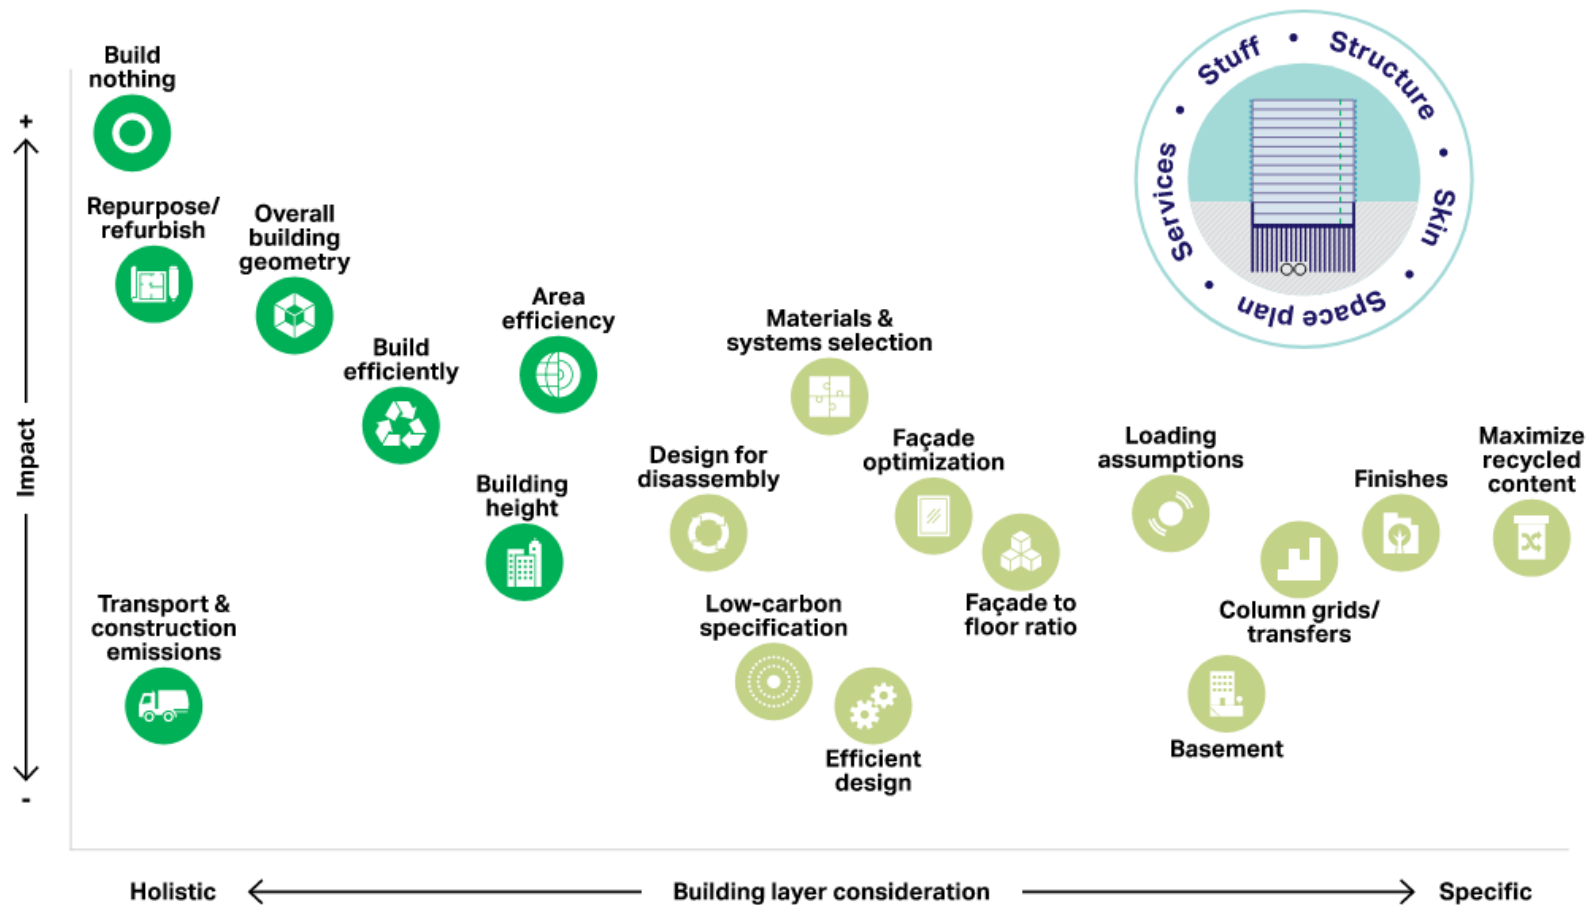 Build
nothing
Repurpose/
refurbish
Overall
building
geometry
Build
efficiently
Area
efficiency
Building
height
Transport &
construction
emissions
Materials &
systems selection
Design for
disassembly
Façade
optimization
Low-carbon
specification
Efficient
design
Façade to
floor ratio
Loading
assumptions
Column grids/
transfers
Basement
Finishes
Maximize
recycled
content
Stuff • Structure • Skin • Space plan • Services •
+
Impact
-
Holistic
Building layer consideration
Specific